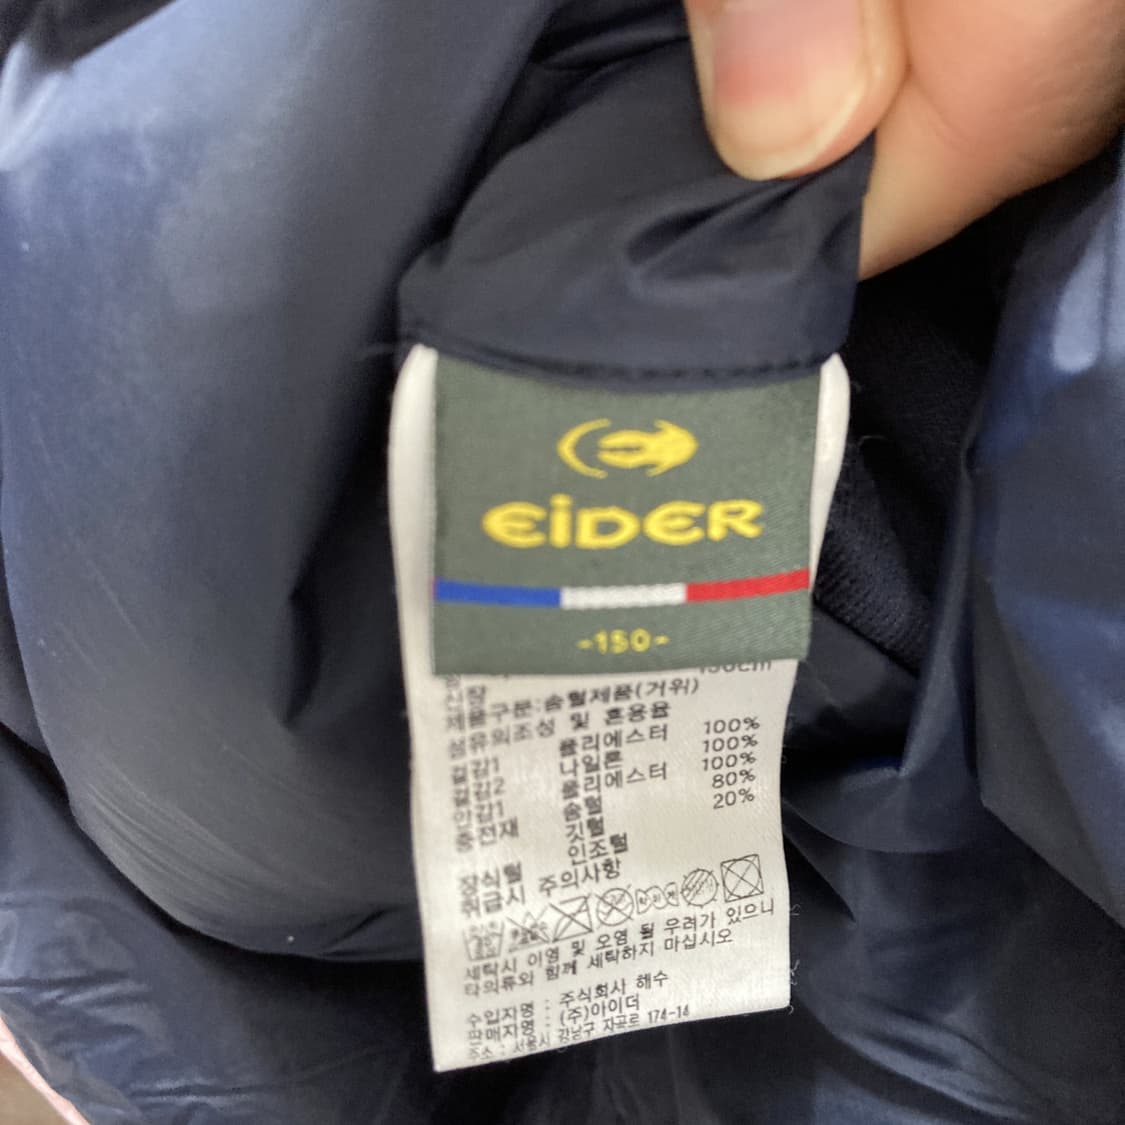 EiDER
-150-
150cm
신장
제품구분:솜털제품(거위)
섬유의조성 및 혼용율
겉감1 폴리에스터 100%
겉감2 나일론 100%
안감1 폴리에스터 100%
충전재 솜털 80%
깃털 20%
장식털 인조털
취급시 주의사항
세탁시 이염 및 오염 될 우려가 있으니
타의류와 함께 세탁하지 마십시오
수입자명 : 주식회사 해수
판매자명 : (주)아이더
주소 : 서울시 강남구 자곡로 174-14